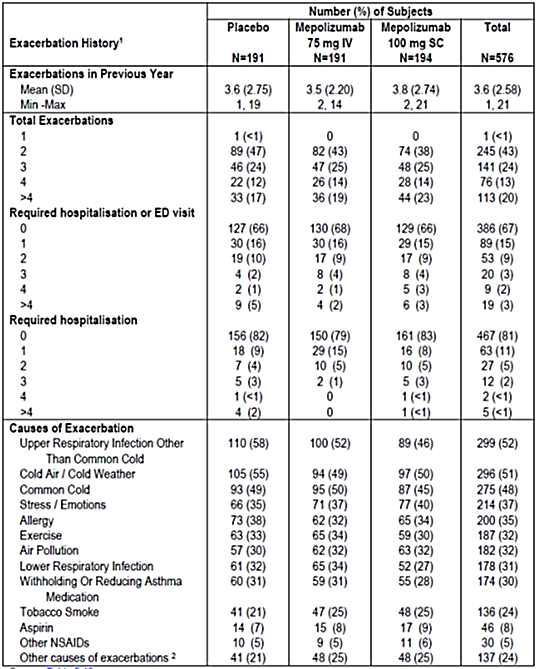 Number (%) of Subjects
Exacerbation History1 Placebo N=191 Mepolizumab 75 mg IV N=191 Mepolizumab 100 mg SC N=194 Total N=576
Exacerbations in Previous Year
Mean (SD) 3.6 (2.75) 3.5 (2.20) 3.8 (2.74) 3.6 (2.58)
Min -Max 1, 19 2, 14 2, 21 1, 21
Total Exacerbations
1 1 (<1) 0 0 1 (<1)
2 89 (47) 82 (43) 74 (38) 245 (43)
3 46 (24) 47 (25) 48 (25) 141 (24)
4 22 (12) 26 (14) 28 (14) 76 (13)
>4 33 (17) 36 (19) 44 (23) 113 (20)
Required hospitalisation or ED visit
0 127 (66) 130 (68) 129 (66) 386 (67)
1 30 (16) 30 (16) 29 (15) 89 (15)
2 19 (10) 17 (9) 17 (9) 53 (9)
3 4 (2) 8 (4) 8 (4) 20 (3)
4 2 (1) 2 (1) 5 (3) 9 (2)
>4 9 (5) 4 (2) 6 (3) 19 (3)
Required hospitalisation
0 156 (82) 150 (79) 161 (83) 467 (81)
1 18 (9) 29 (15) 16 (8) 63 (11)
2 7 (4) 10 (5) 10 (5) 27 (5)
3 5 (3) 2 (1) 5 (3) 12 (2)
4 1 (<1) 0 1 (<1) 2 (<1)
>4 4 (2) 0 1 (<1) 5 (<1)
Causes of Exacerbation
Upper Respiratory Infection Other 110 (58) 100 (52) 89 (46) 299 (52)
Than Common Cold
Cold Air / Cold Weather 105 (55) 94 (49) 97 (50) 296 (51)
Common Cold 93 (49) 95 (50) 87 (45) 275 (48)
Stress / Emotions 66 (35) 71 (37) 77 (40) 214 (37)
Allergy 73 (38) 62 (32) 65 (34) 200 (35)
Exercise 63 (33) 65 (34) 59 (30) 187 (32)
Air Pollution 57 (30) 62 (32) 63 (32) 182 (32)
Lower Respiratory Infection 61 (32) 65 (34) 52 (27) 178 (31)
Withholding Or Reducing Asthma 60 (31) 59 (31) 55 (28) 174 (30)
Medication
Tobacco Smoke 41 (21) 47 (25) 48 (25) 136 (24)
Aspirin 14 (7) 15 (8) 17 (9) 46 (8)
Other NSAIDs 10 (5) 9 (5) 11 (6) 30 (5)
Other causes of exacerbations 2 41 (21) 48 (25) 48 (25) 137 (24)